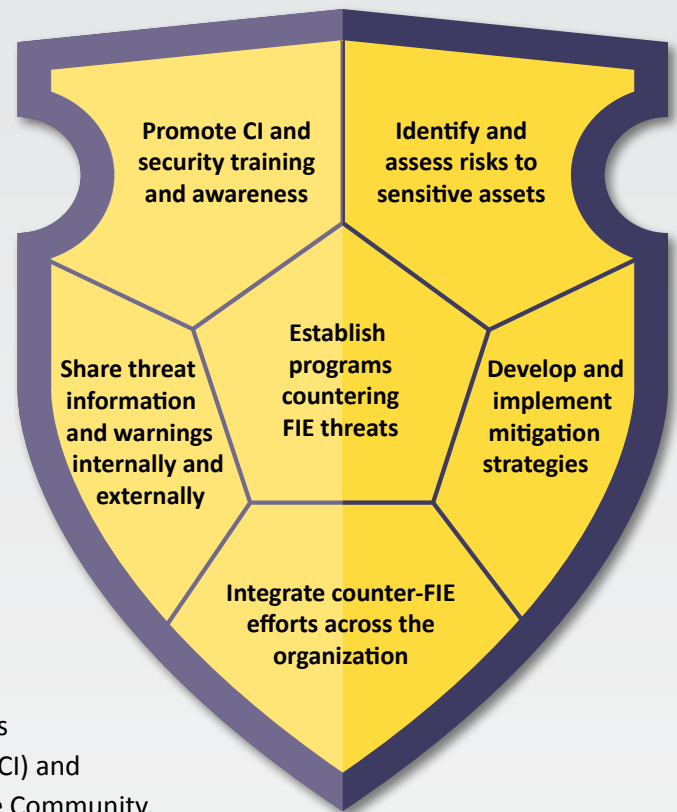 Promote CI and
security training
and awareness
Identify and
assess risks to
sensitive assets
Share threat
information
and warnings
internally and
externally
Establish
programs
countering
FIE threats
Develop and
implement
mitigation
strategies
Integrate counter-FIE
efforts across the
organization
CI) and
Community.